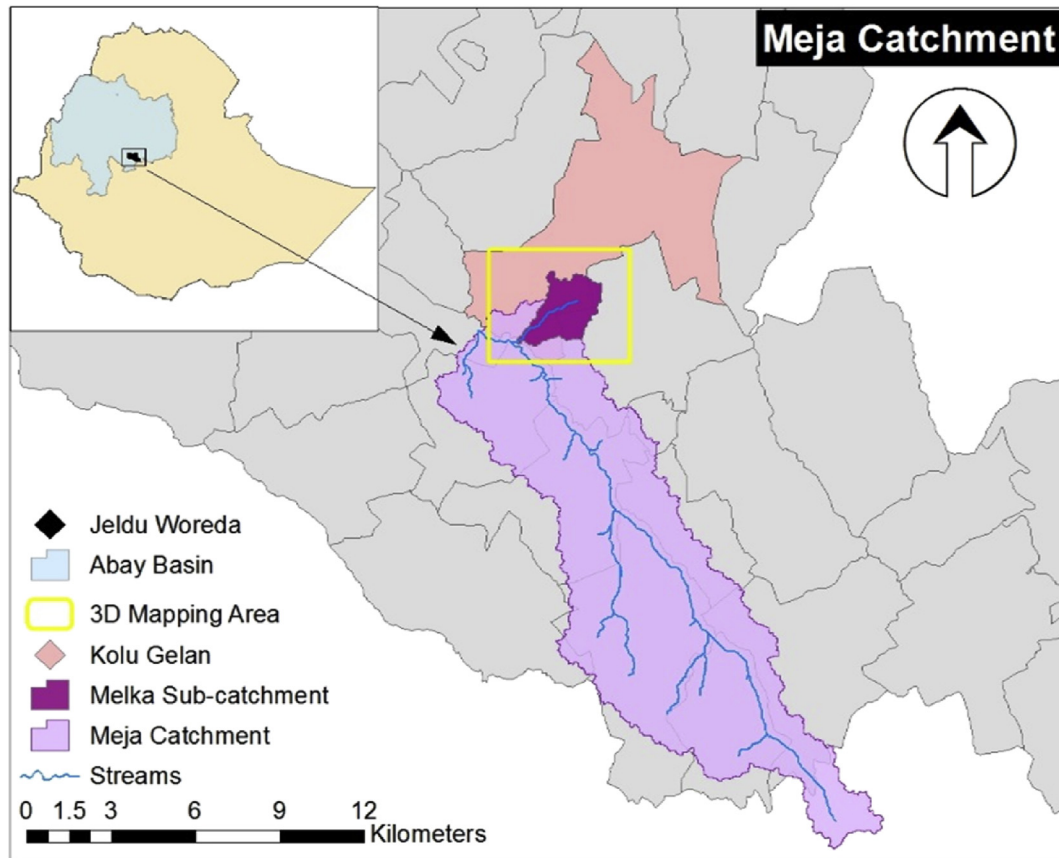 Meja Catchment
Jeldu Woreda
Abay Basin
3D Mapping Area
Kolu Gelan
Melka Sub-catchment
Meja Catchment
Streams
0 1.5 3 6 9 12
Kilometers